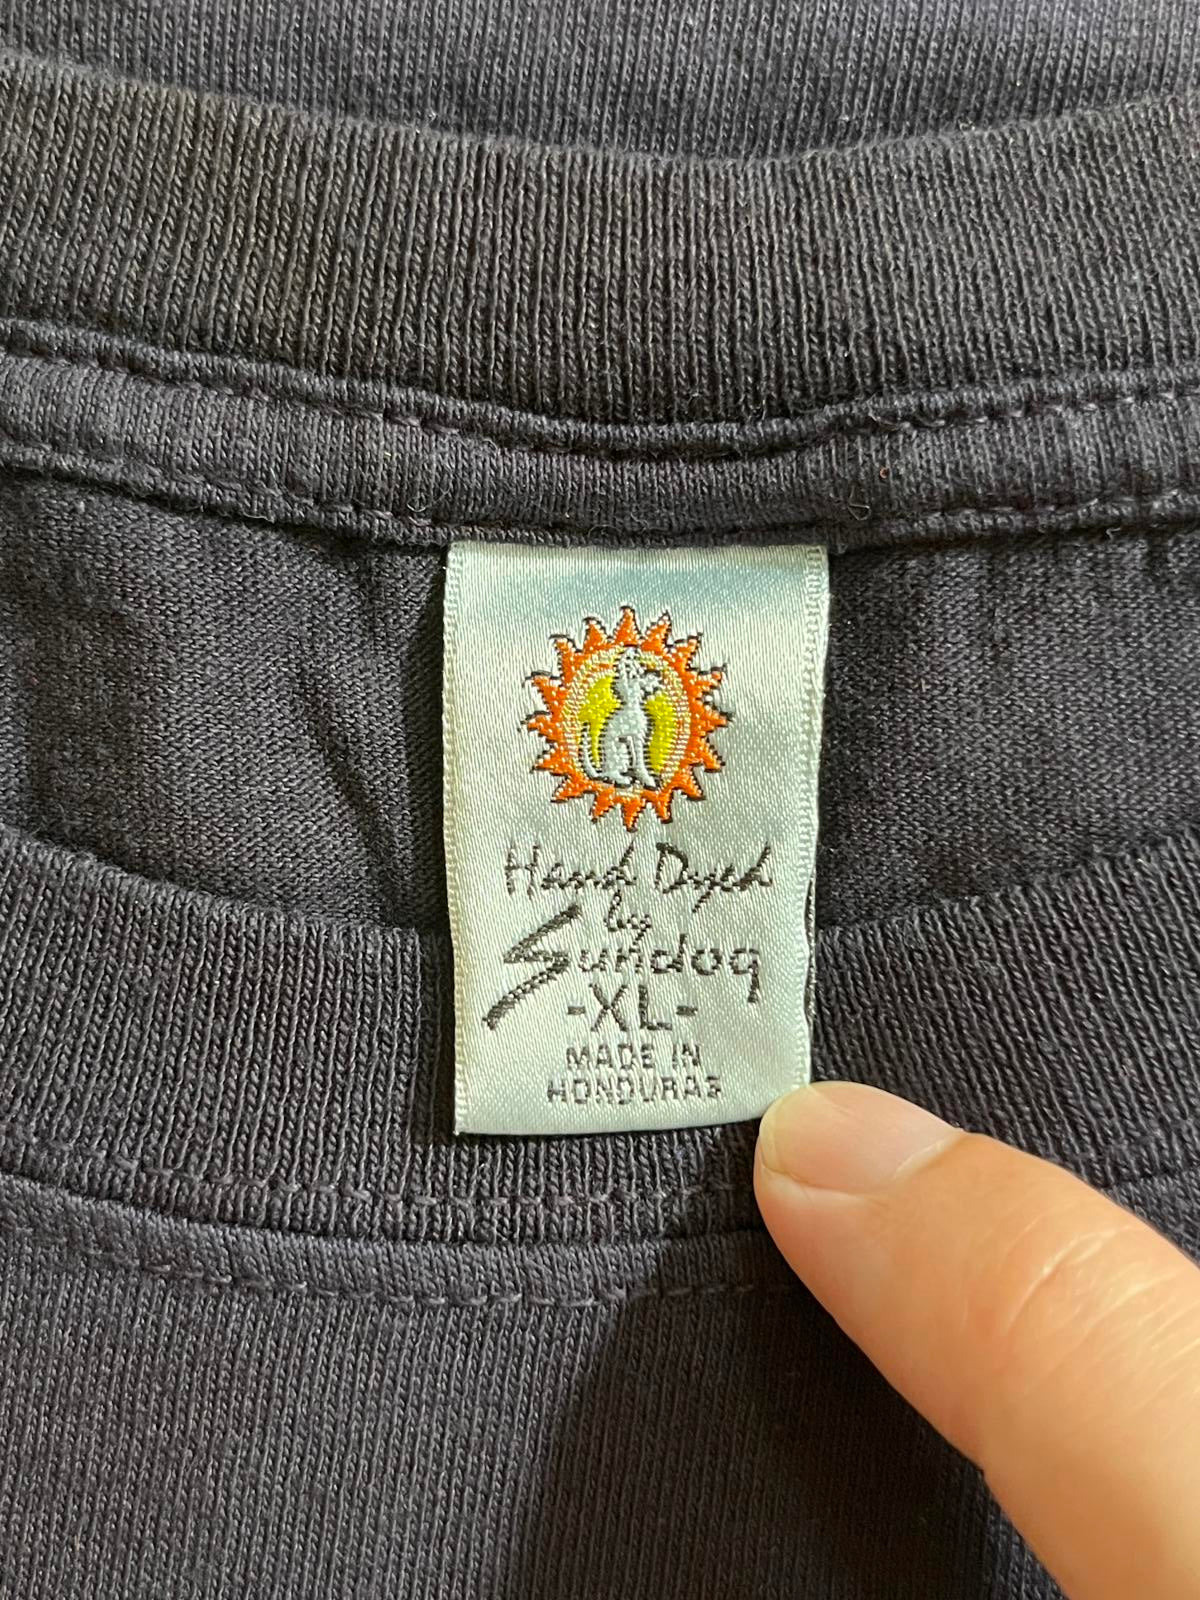 Hand Dyed
by
Sundog
-XL-
MADE IN
HONDURAS